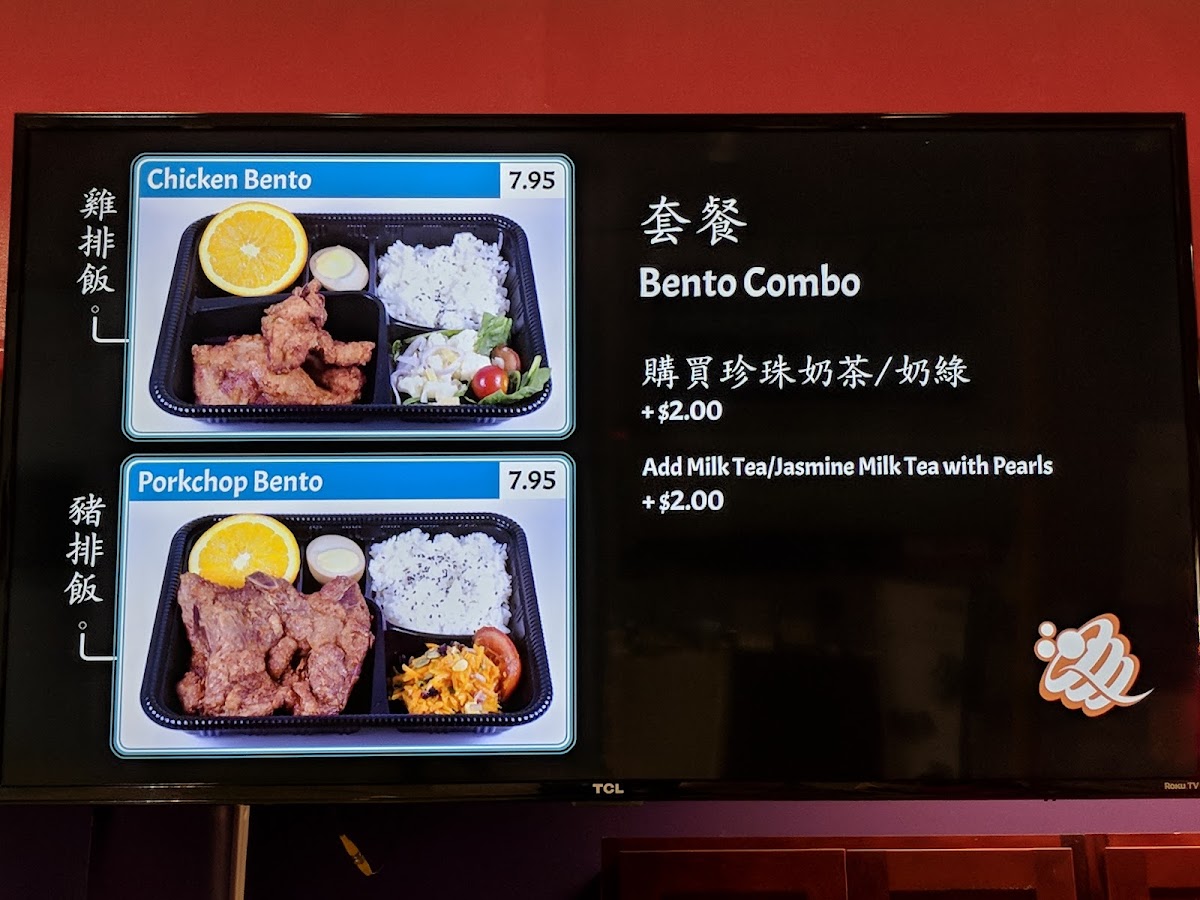 雞排飯
Chicken Bento 7.95
豬排飯
Porkchop Bento 7.95
套餐
Bento Combo
購買珍珠奶茶/奶綠
+ $2.00
Add Milk Tea/Jasmine Milk Tea with Pearls
+ $2.00
TCL
Roku TV